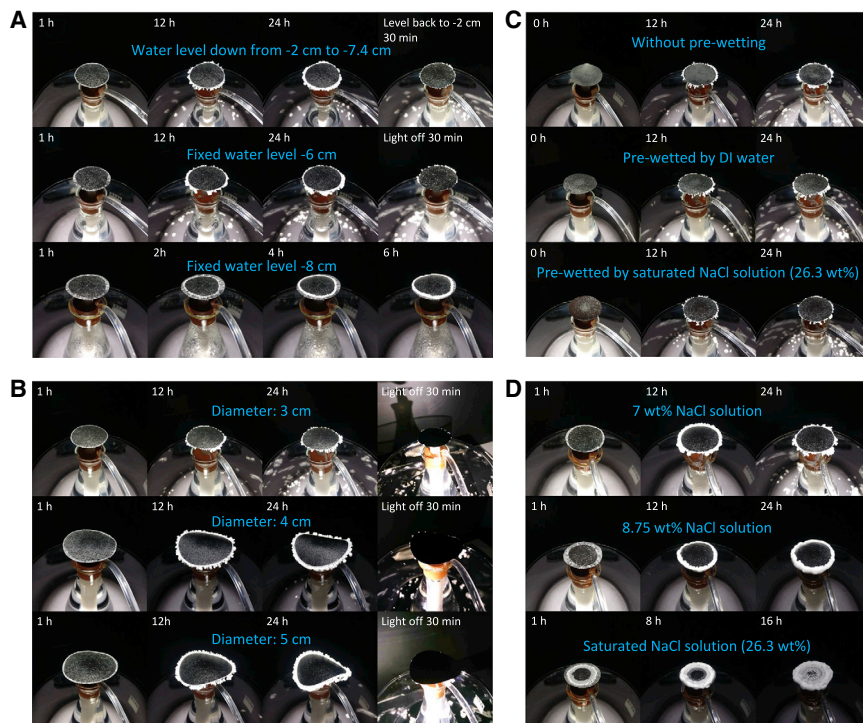 A
1 h
12 h
24 h
Level back to -2 cm
30 min
Water level down from -2 cm to -7.4 cm
1 h
12 h
24 h
Light off 30 min
Fixed water level -6 cm
1 h
2h
4 h
6 h
Fixed water level -8 cm
B
1 h
12 h
24 h
Light off 30 min
Diameter: 3 cm
1 h
12 h
24 h
Light off 30 min
Diameter: 4 cm
1 h
12h
24 h
Light off 30 min
Diameter: 5 cm
C
0 h
12 h
24 h
Without pre-wetting
0 h
12 h
24 h
Pre-wetted by DI water
0 h
12 h
24 h
Pre-wetted by saturated NaCl solution (26.3 wt%)
D
1 h
12 h
24 h
7 wt% NaCl solution
1 h
12 h
24 h
8.75 wt% NaCl solution
1 h
8 h
16 h
Saturated NaCl solution (26.3 wt%)